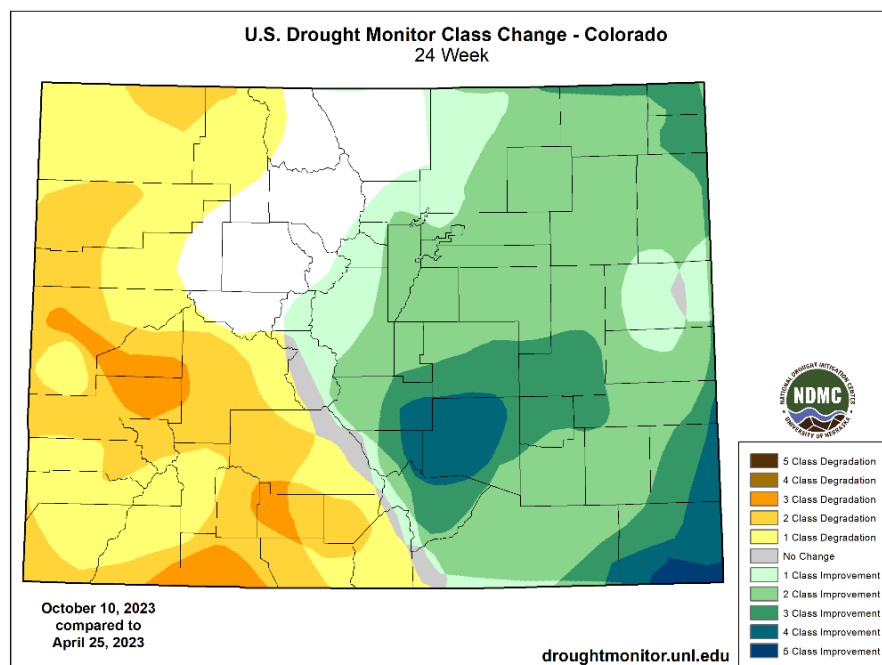 U.S. Drought Monitor Class Change - Colorado
24 Week
NATIONAL DROUGHT MITIGATION CENTER
NDMC
UNIVERSITY OF NEBRASKA
5 Class Degradation
4 Class Degradation
3 Class Degradation
2 Class Degradation
1 Class Degradation
No Change
1 Class Improvement
2 Class Improvement
3 Class Improvement
4 Class Improvement
5 Class Improvement
October 10, 2023
compared to
April 25, 2023
droughtmonitor.unl.edu